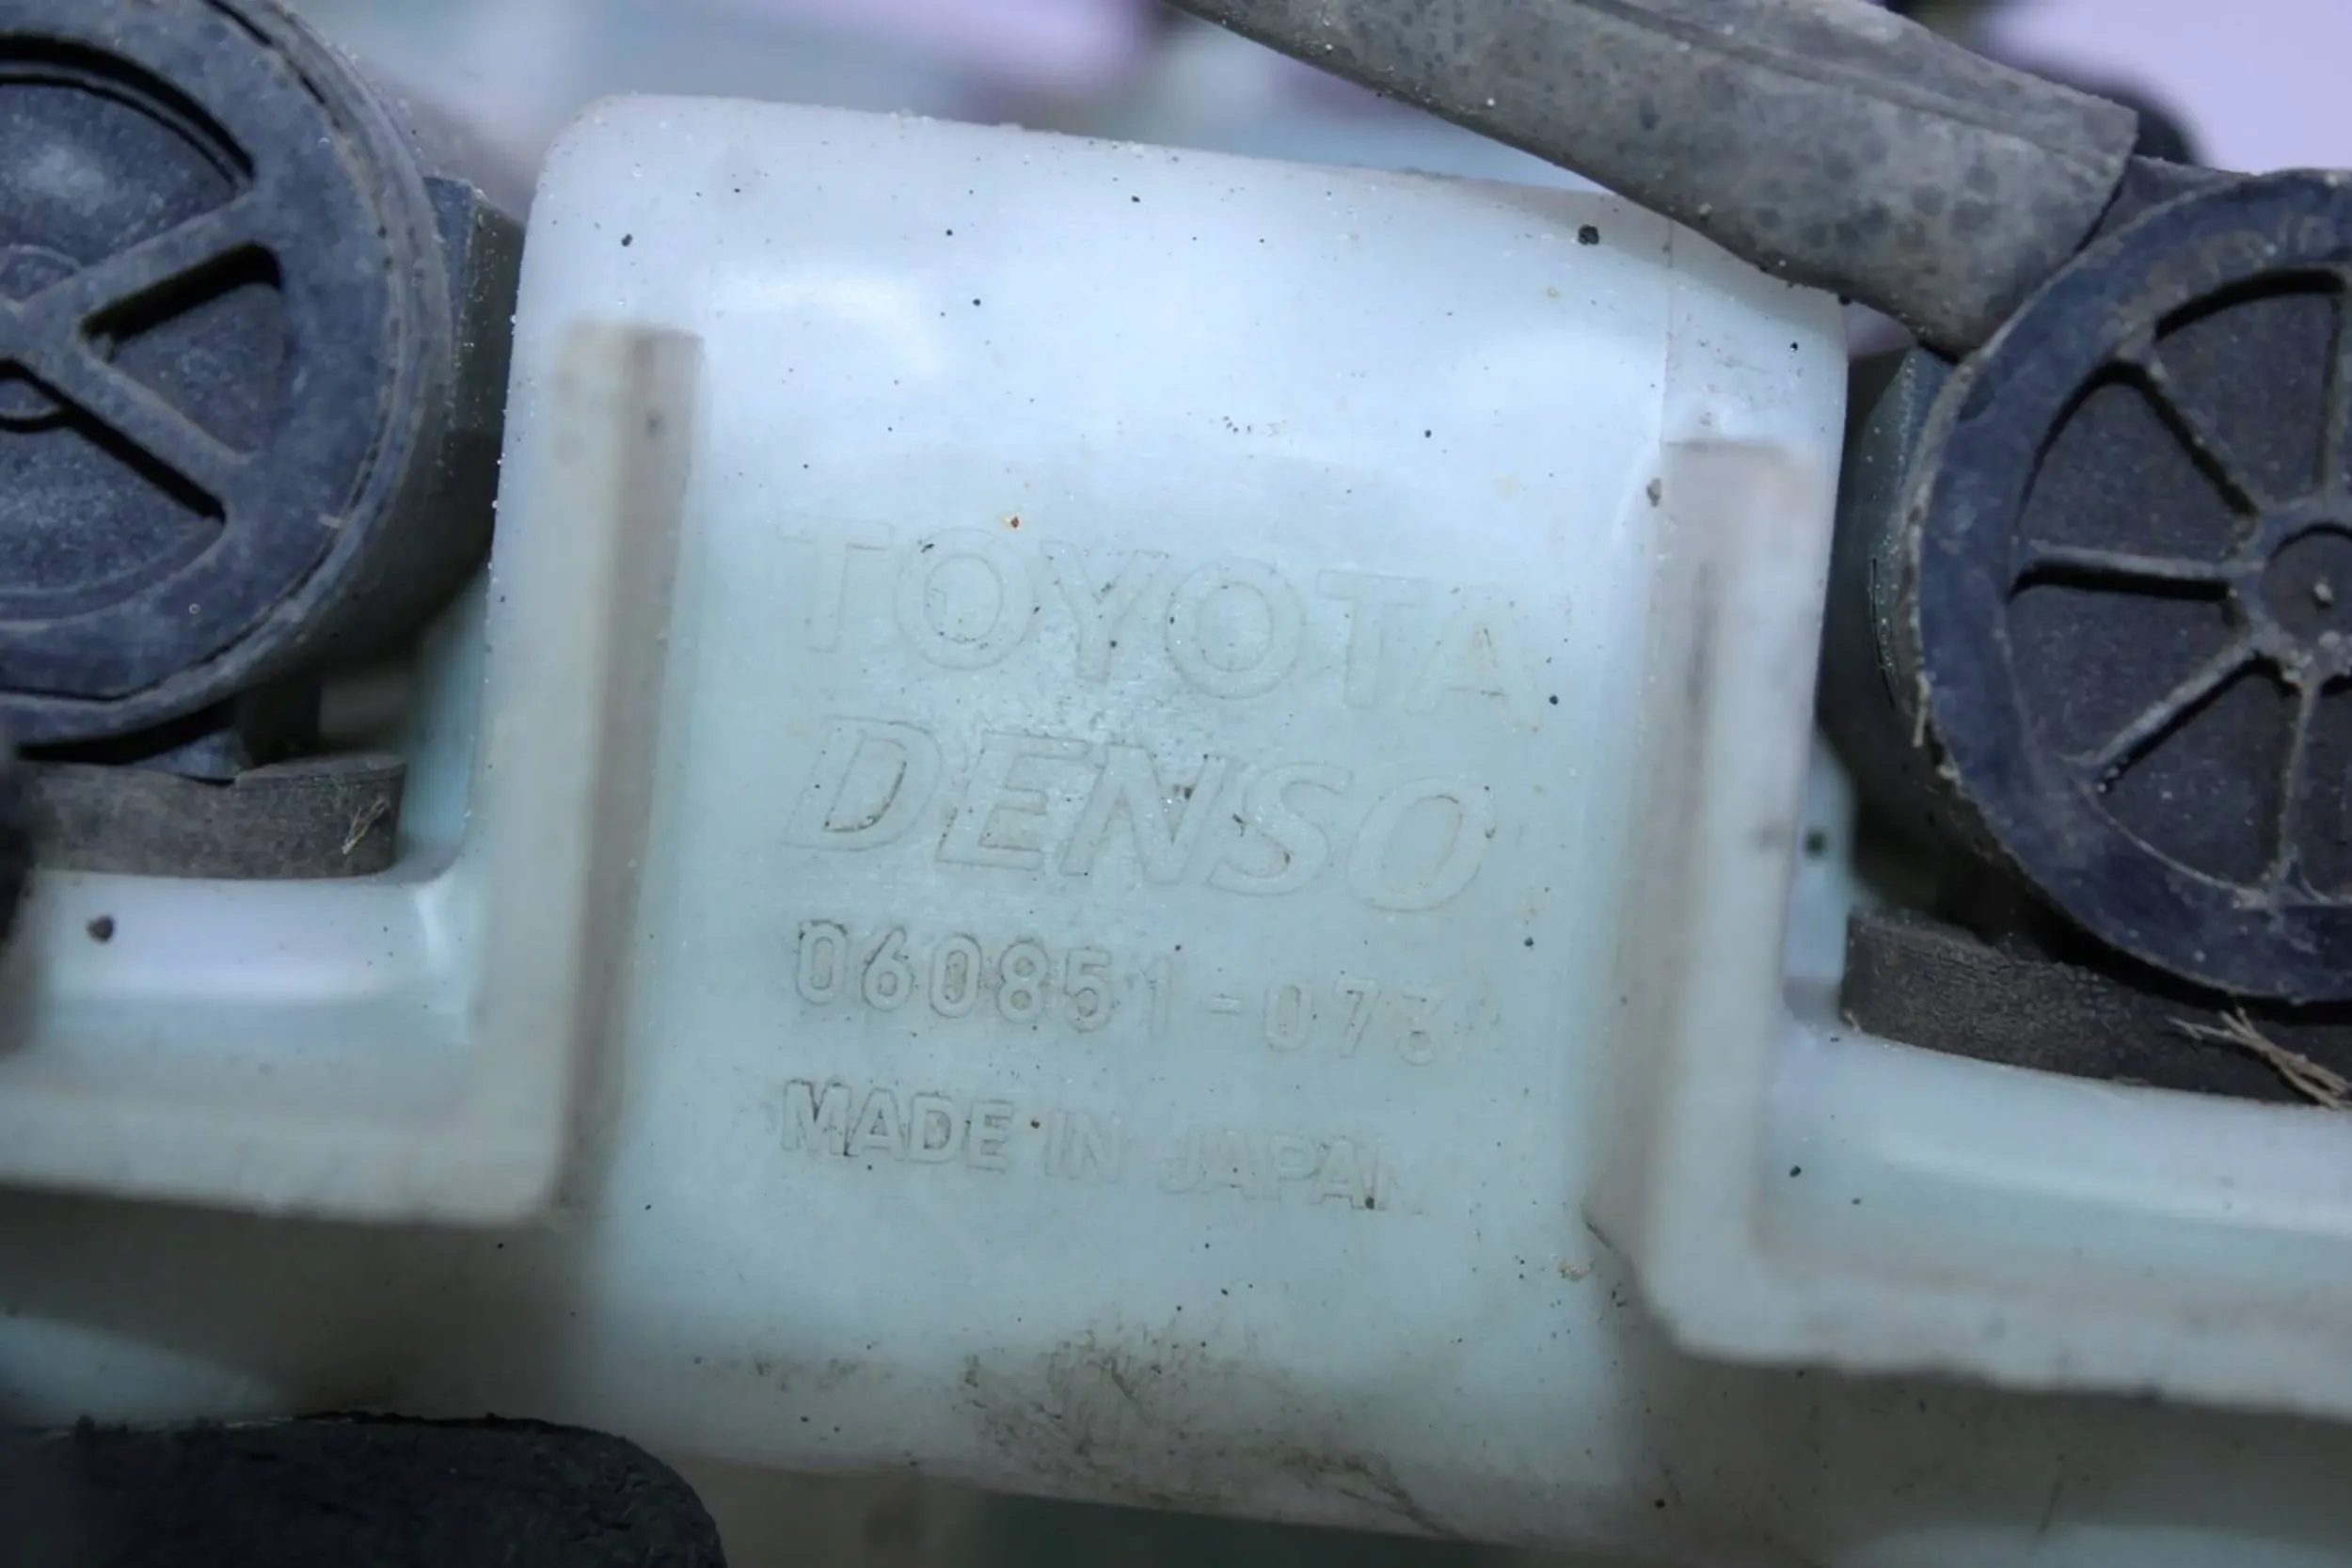 TOYOTA
DENSO
060851-073
MADE IN JAPAN